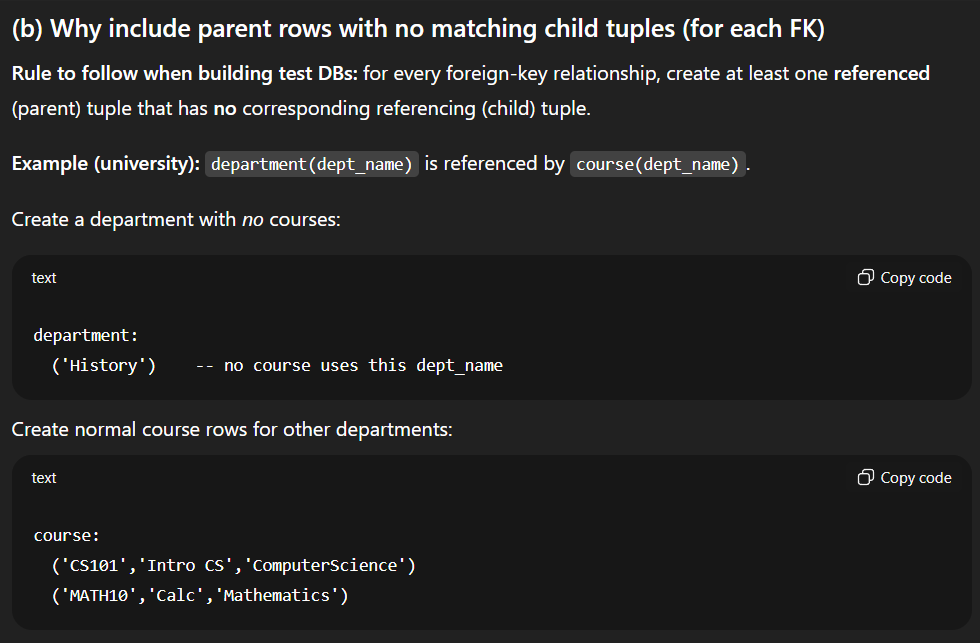 (b) Why include parent rows with no matching child tuples (for each FK)
Rule to follow when building test DBs: for every foreign-key relationship, create at least one referenced
(parent) tuple that has no corresponding referencing (child) tuple.
Example (university): department(dept_name) is referenced by course(dept_name).
Create a department with no courses:
text Copy code
department:
('History') -- no course uses this dept_name
Create normal course rows for other departments:
text Copy code
course:
('CS101','Intro CS','ComputerScience')
('MATH10','Calc','Mathematics')